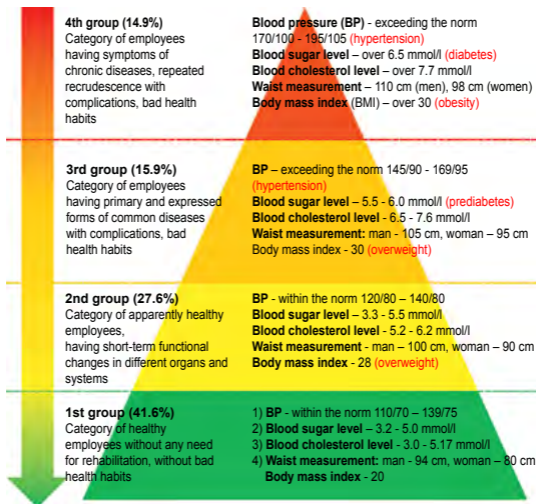 4th group (14.9%)
Category of employees
having symptoms of
chronic diseases, repeated
recrudescence with
complications, bad health
habits
Blood pressure (BP) - exceeding the norm
170/100 - 195/105 (hypertension)
Blood sugar level – over 6.5 mmol/l (diabetes)
Blood cholesterol level – over 7.7 mmol/l
Waist measurement – 110 cm (men), 98 cm (women)
Body mass index (BMI) – over 30 (obesity)
3rd group (15.9%)
Category of employees
having primary and expressed
forms of common diseases
with complications, bad
health habits
BP – exceeding the norm 145/90 - 169/95
(hypertension)
Blood sugar level – 5.5 - 6.0 mmol/l (prediabetes)
Blood cholesterol level – 6.5 - 7.6 mmol/l
Waist measurement: man - 105 cm, woman – 95 cm
Body mass index - 30 (overweight)
2nd group (27.6%)
Category of apparently healthy
employees,
having short-term functional
changes in different organs and
systems
BP - within the norm 120/80 – 140/80
Blood sugar level – 3.3 - 5.5 mmol/l
Blood cholesterol level - 5.2 - 6.2 mmol/l
Waist measurement - man – 100 cm, woman – 90 cm
Body mass index - 28 (overweight)
1st group (41.6%)
Category of healthy
employees without any need
for rehabilitation, without bad
health habits
1) BP - within the norm 110/70 – 139/75
2) Blood sugar level – 3.2 - 5.0 mmol/l
3) Blood cholesterol level - 3.0 - 5.17 mmol/l
4) Waist measurement: man - 94 cm, woman – 80 cm
Body mass index - 20